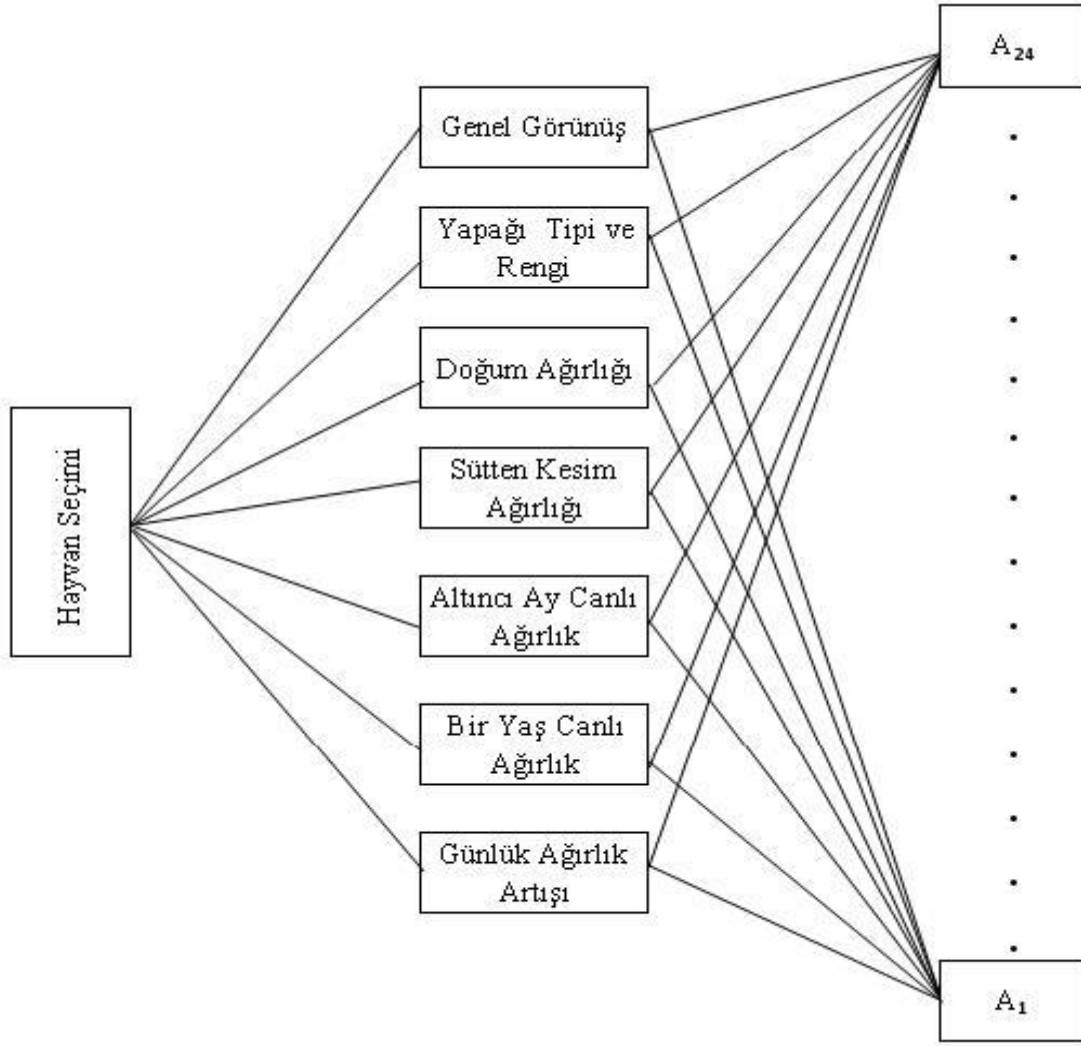 Hayvan Seçimi
Genel Görünüş
Yapağı Tipi ve
Rengi
Doğum Ağırlığı
Sütten Kesim
Ağırlığı
Altıncı Ay Canlı
Ağırlık
Bir Yaş Canlı
Ağırlık
Günlük Ağırlık
Artışı
A24
A1